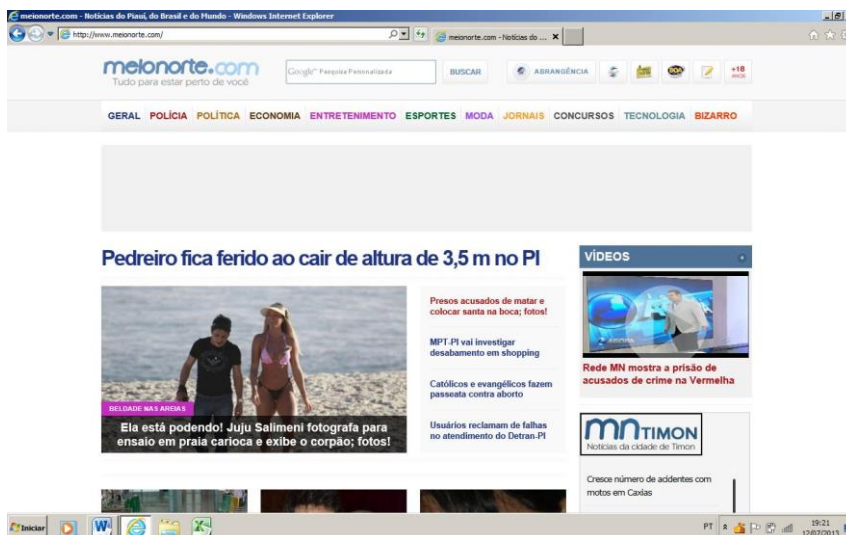 meionorte.com - Notícias do Piauí, do Brasil e do Mundo - Windows Internet Explorer
http://www.meionorte.com/
meionorte.com - Notícias do ...
meionorte.com
Tudo para estar perto de você
Google™ Pesquisa Personalizada
BUSCAR
ABRANGÊNCIA
+18
GERAL POLÍCIA POLÍTICA ECONOMIA ENTRETENIMENTO ESPORTES MODA JORNAIS CONCURSOS TECNOLOGIA BIZARRO
Pedreiro fica ferido ao cair de altura de 3,5 m no PI
BELDADE NAS AREIAS
Ela está podendo! Juju Salimeni fotografa para
ensaio em praia carioca e exibe o corpão; fotos!
Presos acusados de matar e
colocar santa na boca; fotos!
MPT-PI vai investigar
desabamento em shopping
Católicos e evangélicos fazem
passeata contra aborto
Usuários reclamam de falhas
no atendimento do Detran-PI
VÍDEOS
Rede MN mostra a prisão de
acusados de crime na Vermelha
mn TIMON
Notícias da cidade de Timon
Cresce número de acidentes com
motos em Caxias
Iniciar
PT
19:21
12/07/2013